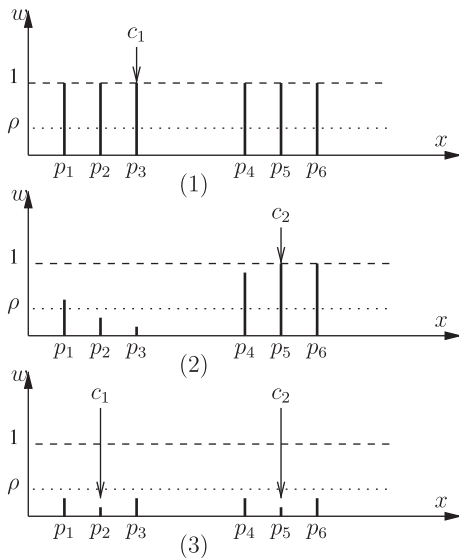 w
c₁
1
ρ
x
p₁ p₂ p₃ p₄ p₅ p₆
(1)
w
c₂
1
ρ
x
p₁ p₂ p₃ p₄ p₅ p₆
(2)
w
c₁ c₂
1
ρ
x
p₁ p₂ p₃ p₄ p₅ p₆
(3)